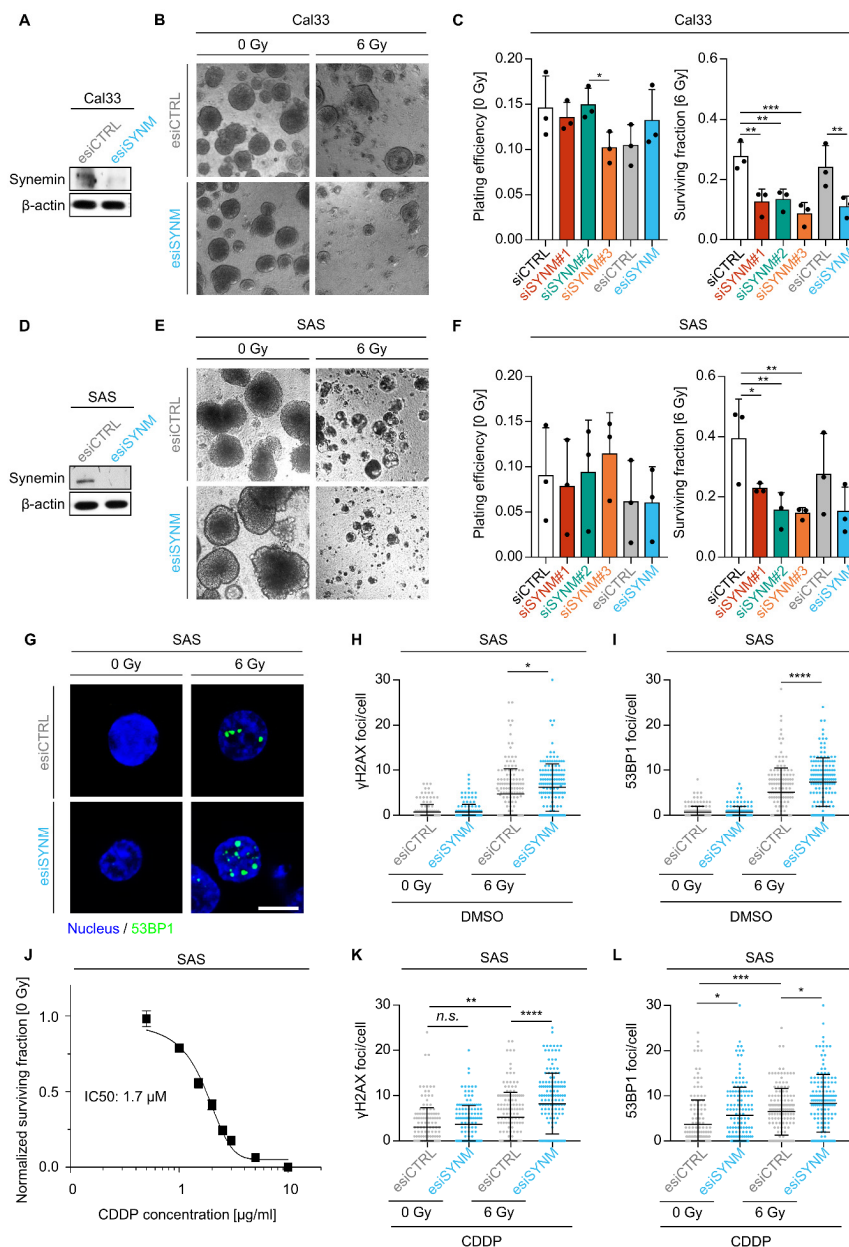 A
Cal33
esiCTRL
esiSYNM
Synemin
β-actin
B
Cal33
0 Gy
6 Gy
esiCTRL
esiSYNM
C
Cal33
Plating efficiency [0 Gy]
0.20
0.15
0.10
0.05
0.00
*
siCTRL
siSYNM#1
siSYNM#2
siSYNM#3
esiCTRL
esiSYNM
Surviving fraction [6 Gy]
0.6
0.4
0.2
0.0
***
**
**
**
siCTRL
siSYNM#1
siSYNM#2
siSYNM#3
esiCTRL
esiSYNM
D
SAS
esiCTRL
esiSYNM
Synemin
β-actin
E
SAS
0 Gy
6 Gy
esiCTRL
esiSYNM
F
SAS
Plating efficiency [0 Gy]
0.20
0.15
0.10
0.05
0.00
siCTRL
siSYNM#1
siSYNM#2
siSYNM#3
esiCTRL
esiSYNM
Surviving fraction [6 Gy]
0.6
0.4
0.2
0.0
**
**
*
siCTRL
siSYNM#1
siSYNM#2
siSYNM#3
esiCTRL
esiSYNM
G
SAS
0 Gy
6 Gy
esiCTRL
esiSYNM
Nucleus / 53BP1
H
SAS
γH2AX foci/cell
30
20
10
0
*
esiCTRL
esiSYNM
esiCTRL
esiSYNM
0 Gy
6 Gy
DMSO
I
SAS
53BP1 foci/cell
30
20
10
0
****
esiCTRL
esiSYNM
esiCTRL
esiSYNM
0 Gy
6 Gy
DMSO
J
SAS
Normalized surviving fraction [0 Gy]
1.0
0.5
0.0
IC50: 1.7 µM
0
1
10
CDDP concentration [µg/ml]
K
SAS
γH2AX foci/cell
30
20
10
0
**
n.s.
****
esiCTRL
esiSYNM
esiCTRL
esiSYNM
0 Gy
6 Gy
CDDP
L
SAS
53BP1 foci/cell
30
20
10
0
***
*
*
esiCTRL
esiSYNM
esiCTRL
esiSYNM
0 Gy
6 Gy
CDDP